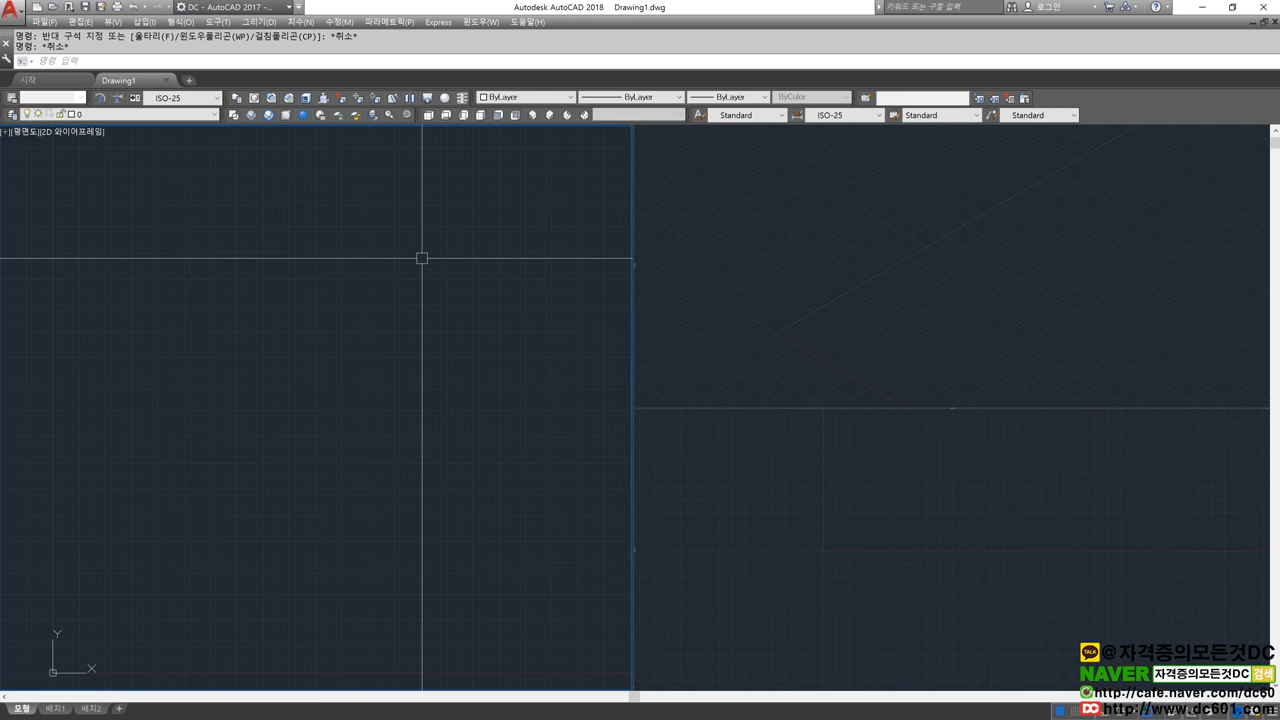 DC - AutoCAD 2017 -...
Autodesk AutoCAD 2018    Drawing1.dwg
키워드 또는 구절 입력
로그인
파일(F) 편집(E) 뷰(V) 삽입(I) 형식(O) 도구(T) 그리기(D) 치수(N) 수정(M) 파라메트릭(P) Express 윈도우(W) 도움말(H)
명령: 반대 구석 지정 또는 [울타리(F)/윈도우폴리곤(WP)/걸침폴리곤(CP)]: *취소*
명령: *취소*
명령 입력
시작 Drawing1
ISO-25 ByLayer ByLayer ByLayer ByColor
0 Standard ISO-25 Standard Standard
[+][평면도][2D 와이어프레임]
Y
X
TALK @자격증의모든것DC
NAVER 자격증의모든것DC 검색
http://cafe.naver.com/dc60
DC http://www.dc601.com
모형 배치1 배치2